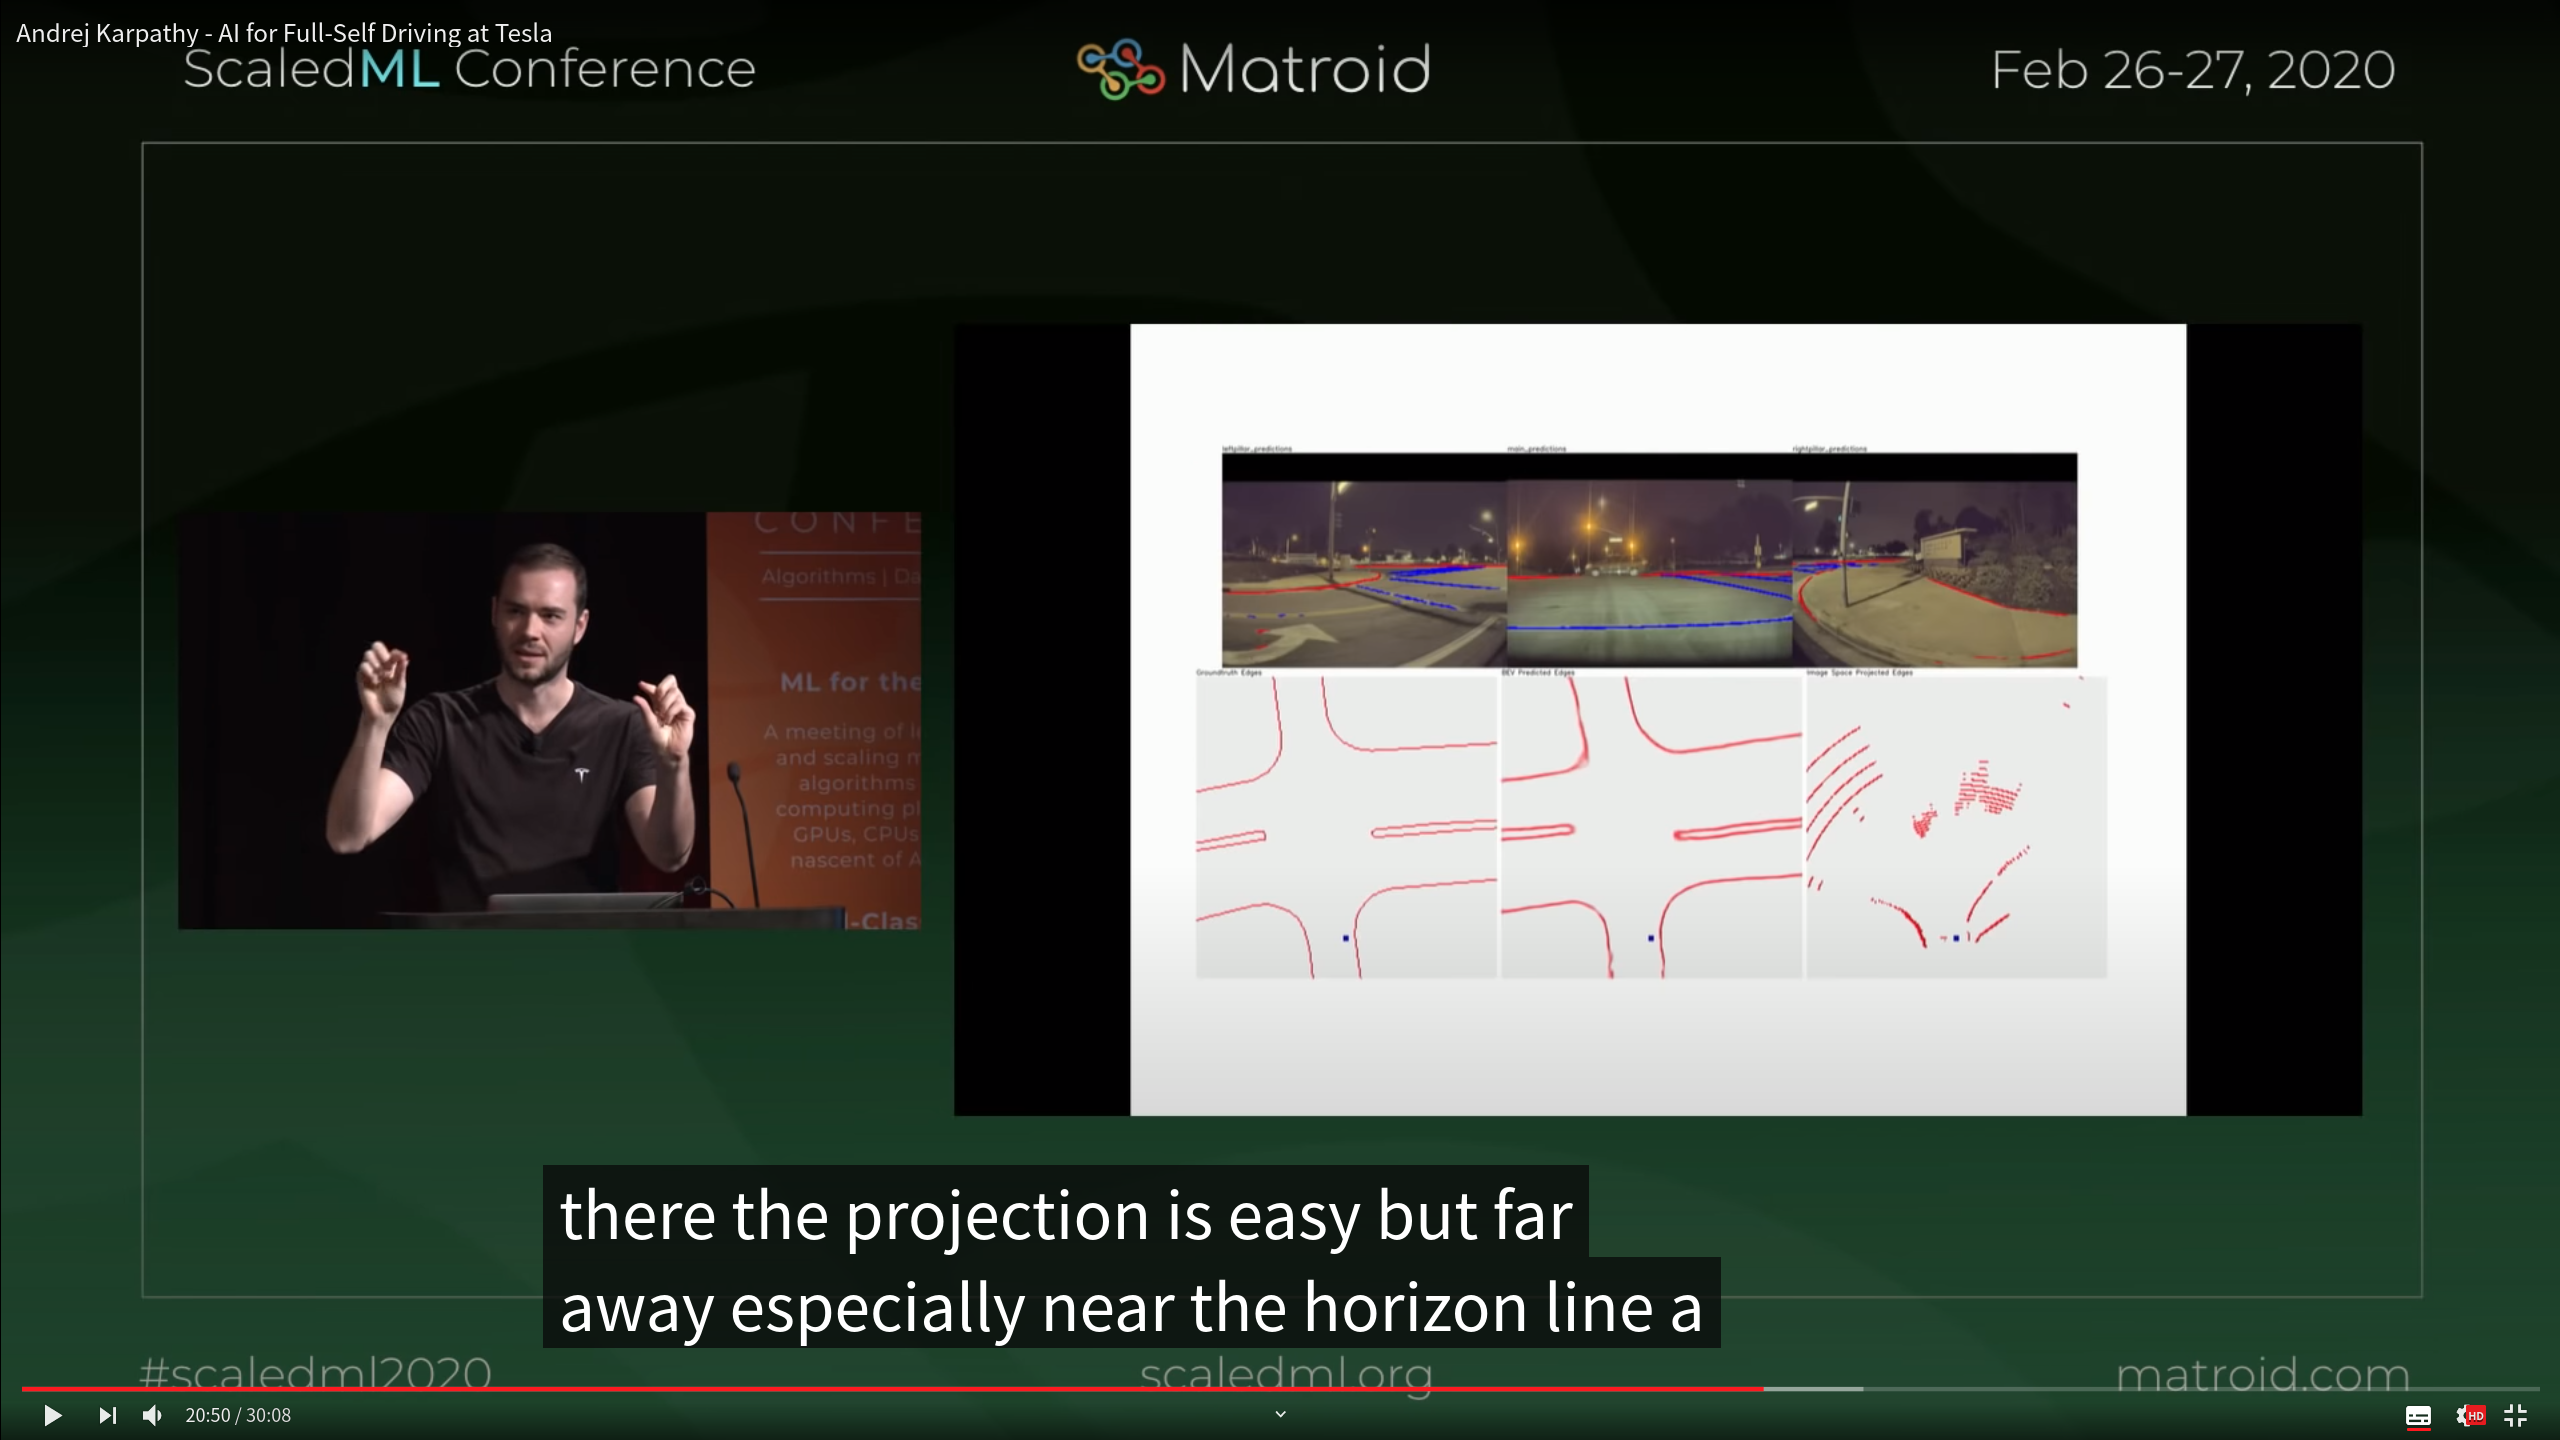 Andrej Karpathy - AI for Full-Self Driving at Tesla
ScaledML Conference
Matroid
Feb 26-27, 2020
leftpillar_predictions
main_predictions
rightpillar_predictions
Groundtruth Edges
BEV Predicted Edges
Image Space Projected Edges
CONFE
Algorithms | Da
ML for the
A meeting of
and scaling
algorithms
computing
GPUs, CPUs
nascent of
-Clas
there the projection is easy but far
away especially near the horizon line a
#scaledml2020
scaledml.org
matroid.com
20:50 / 30:08
HD